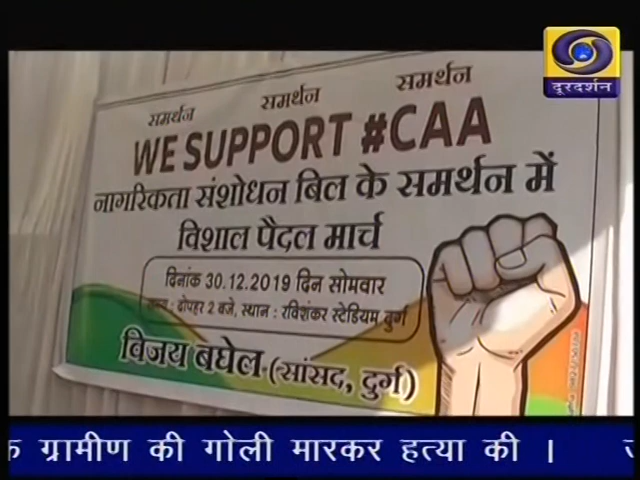 दूरदर्शन
समर्थन समर्थन समर्थन
WE SUPPORT #CAA
नागरिकता संशोधन बिल के समर्थन में
विशाल पैदल मार्च
दिनांक 30.12.2019 दिन सोमवार
: दोपहर 2 बजे, स्थान : रविशंकर स्टेडियम दुर्ग
विजय बघेल (सांसद, दुर्ग)
ग्रामीण की गोली मारकर हत्या की ।